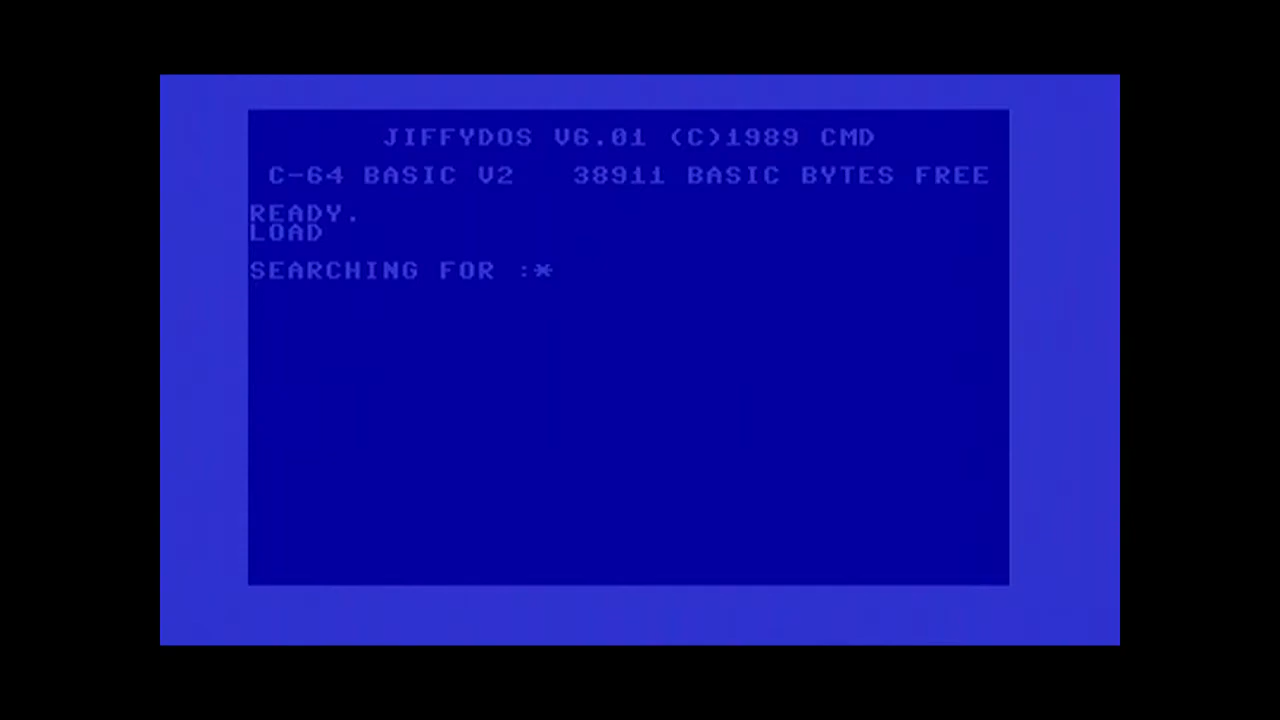 JIFFYDOS V6.01 (C)1989 CMD
C-64 BASIC V2   38911 BASIC BYTES FREE
READY.
LOAD
SEARCHING FOR :*